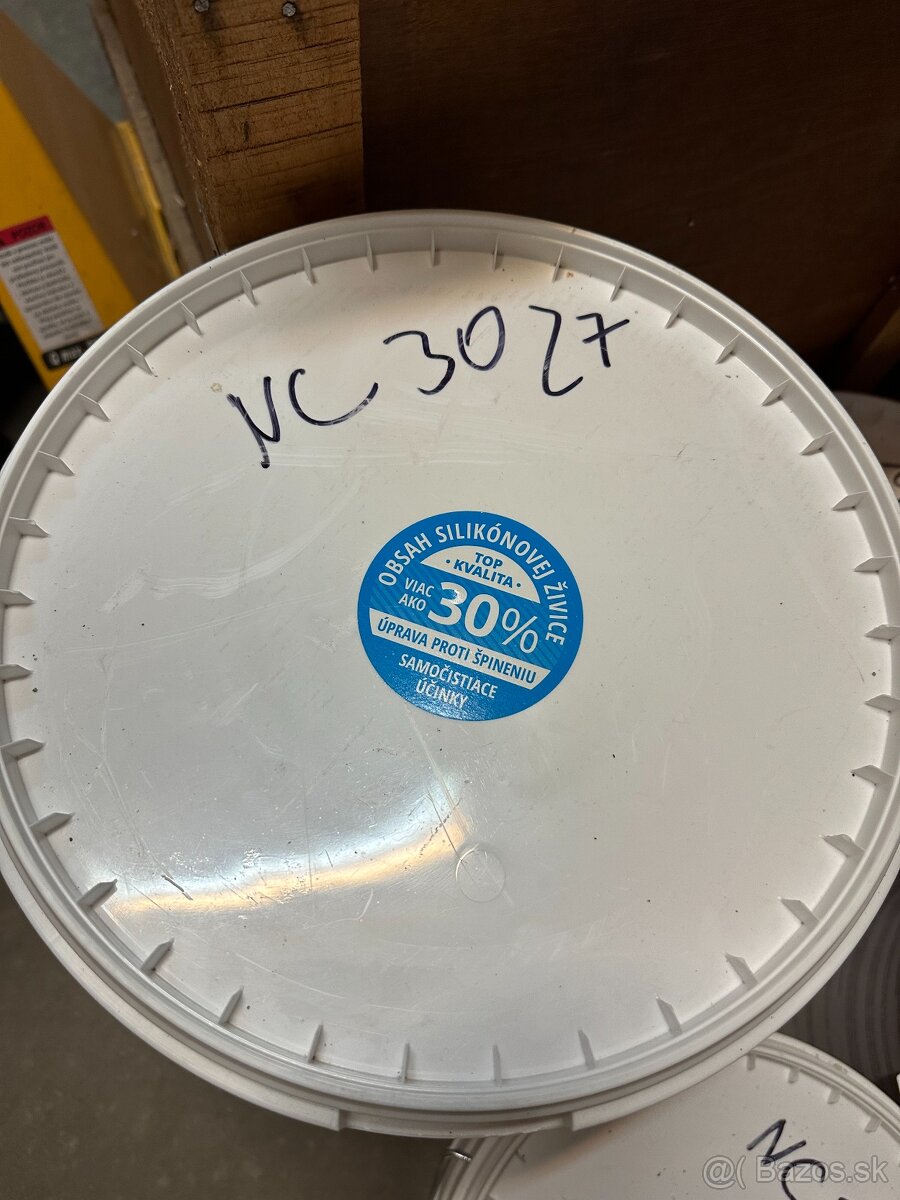 POZOR
NC 3027
OBSAH SILIKÓNOVEJ ŽIVICE
TOP
• KVALITA •
VIAC
AKO
30%
ÚPRAVA PROTI ŠPINENIU
SAMOČISTIACE
ÚČINKY
NC
@( Bazos.sk